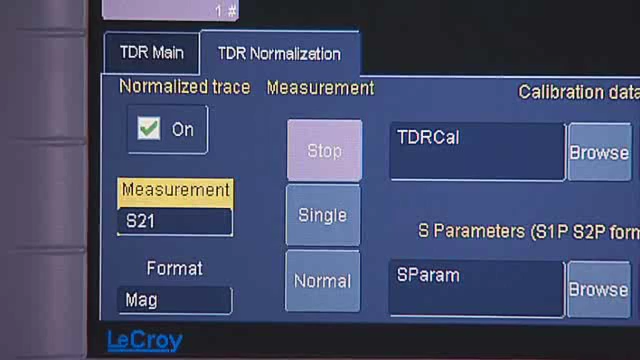 1 #
TDR Main
TDR Normalization
Normalized trace
Measurement
Calibration data
On
Stop
TDRCal
Browse
Measurement
S21
Single
S Parameters (S1P S2P form
Format
Mag
Normal
SParam
Browse
LeCroy